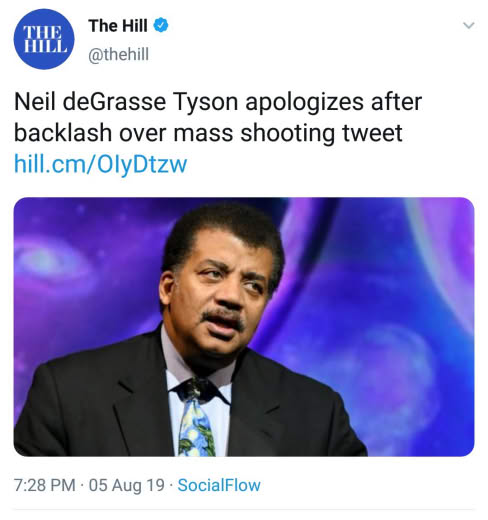 THE
HILL
The Hill
@thehill
Neil deGrasse Tyson apologizes after
backlash over mass shooting tweet
hill.cm/OIyDtzw
7:28 PM · 05 Aug 19 · SocialFlow